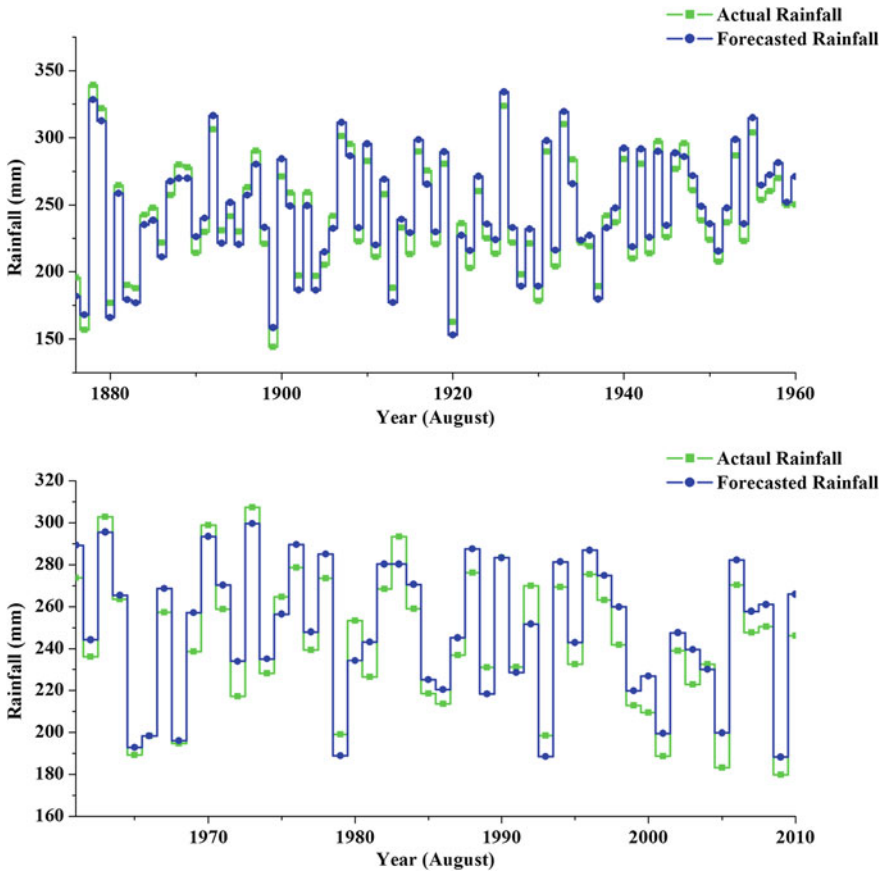 Actual Rainfall
Forecasted Rainfall
350
300
250
200
150
Rainfall (mm)
1880 1900 1920 1940 1960
Year (August)
Actaul Rainfall
Forecasted Rainfall
320
300
280
260
240
220
200
180
160
Rainfall (mm)
1970 1980 1990 2000 2010
Year (August)